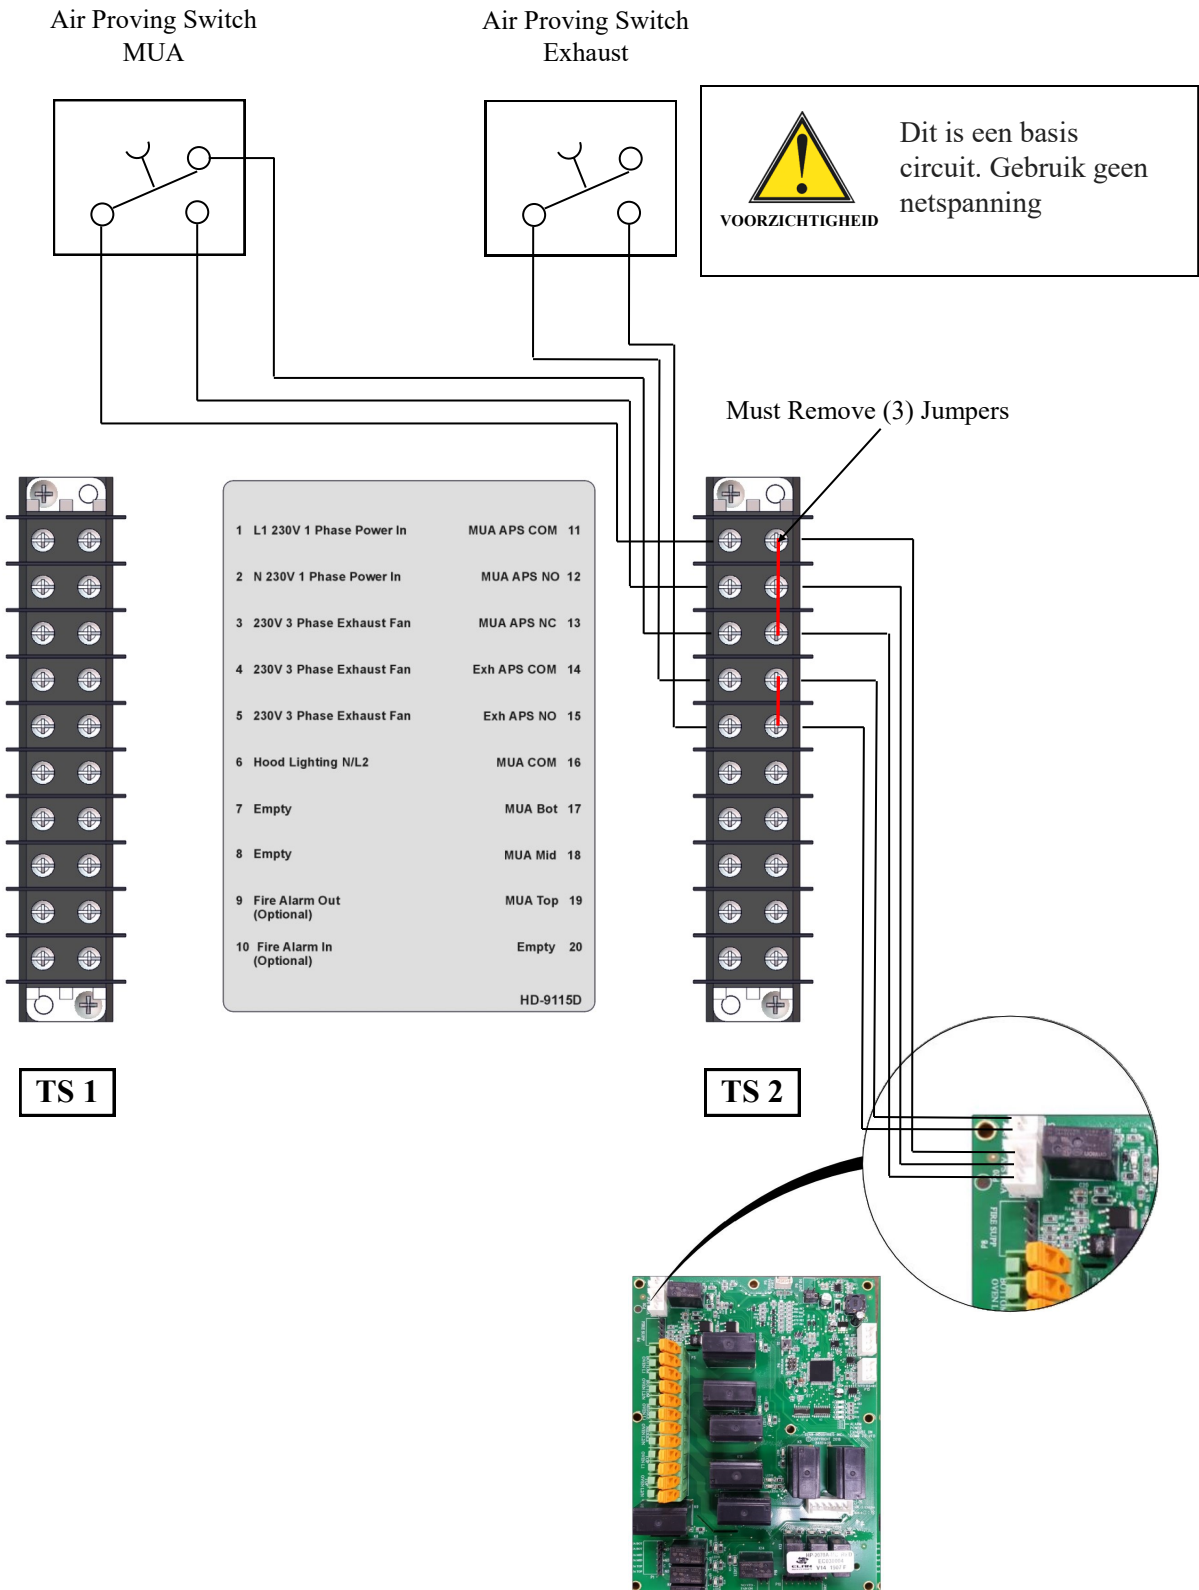 Air Proving Switch
MUA
Air Proving Switch
Exhaust
Dit is een basis
circuit. Gebruik geen
netspanning
VOORZICHTIGHEID
Must Remove (3) Jumpers
1 L1 230V 1 Phase Power In
MUA APS COM 11
2 N 230V 1 Phase Power In
MUA APS NO 12
3 230V 3 Phase Exhaust Fan
MUA APS NC 13
4 230V 3 Phase Exhaust Fan
Exh APS COM 14
5 230V 3 Phase Exhaust Fan
Exh APS NO 15
6 Hood Lighting N/L2
MUA COM 16
7 Empty
MUA Bot 17
8 Empty
MUA Mid 18
9 Fire Alarm Out
(Optional)
MUA Top 19
10 Fire Alarm In
(Optional)
Empty 20
HD-9115D
TS 1
TS 2
FIRE SUPP